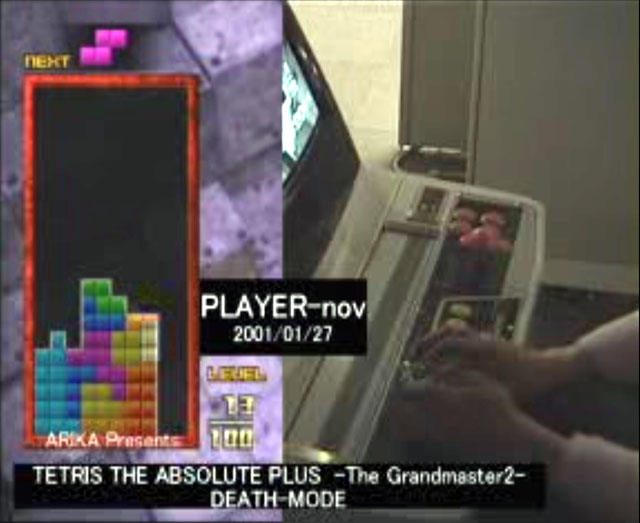 NEXT
PLAYER-nov
2001/01/27
LEVEL
13
100
ARIKA Presents
TETRIS THE ABSOLUTE PLUS -The Grandmaster2-
DEATH-MODE